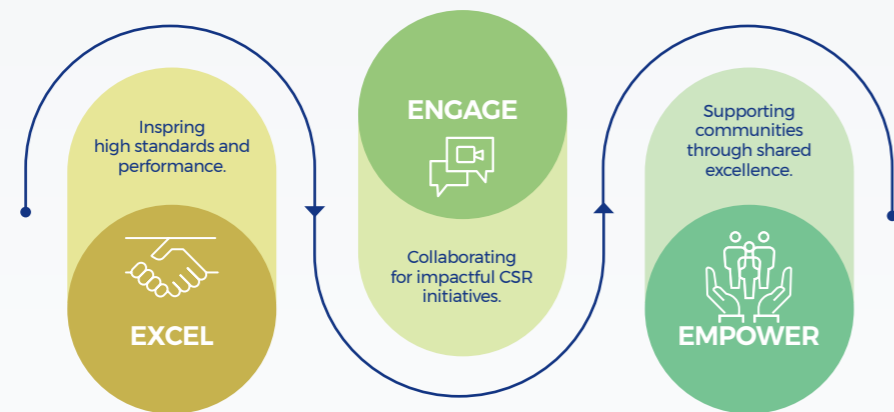 Inspring
high standards and
performance.
EXCEL
ENGAGE
Collaborating
for impactful CSR
initiatives.
Supporting
communities
through shared
excellence.
EMPOWER